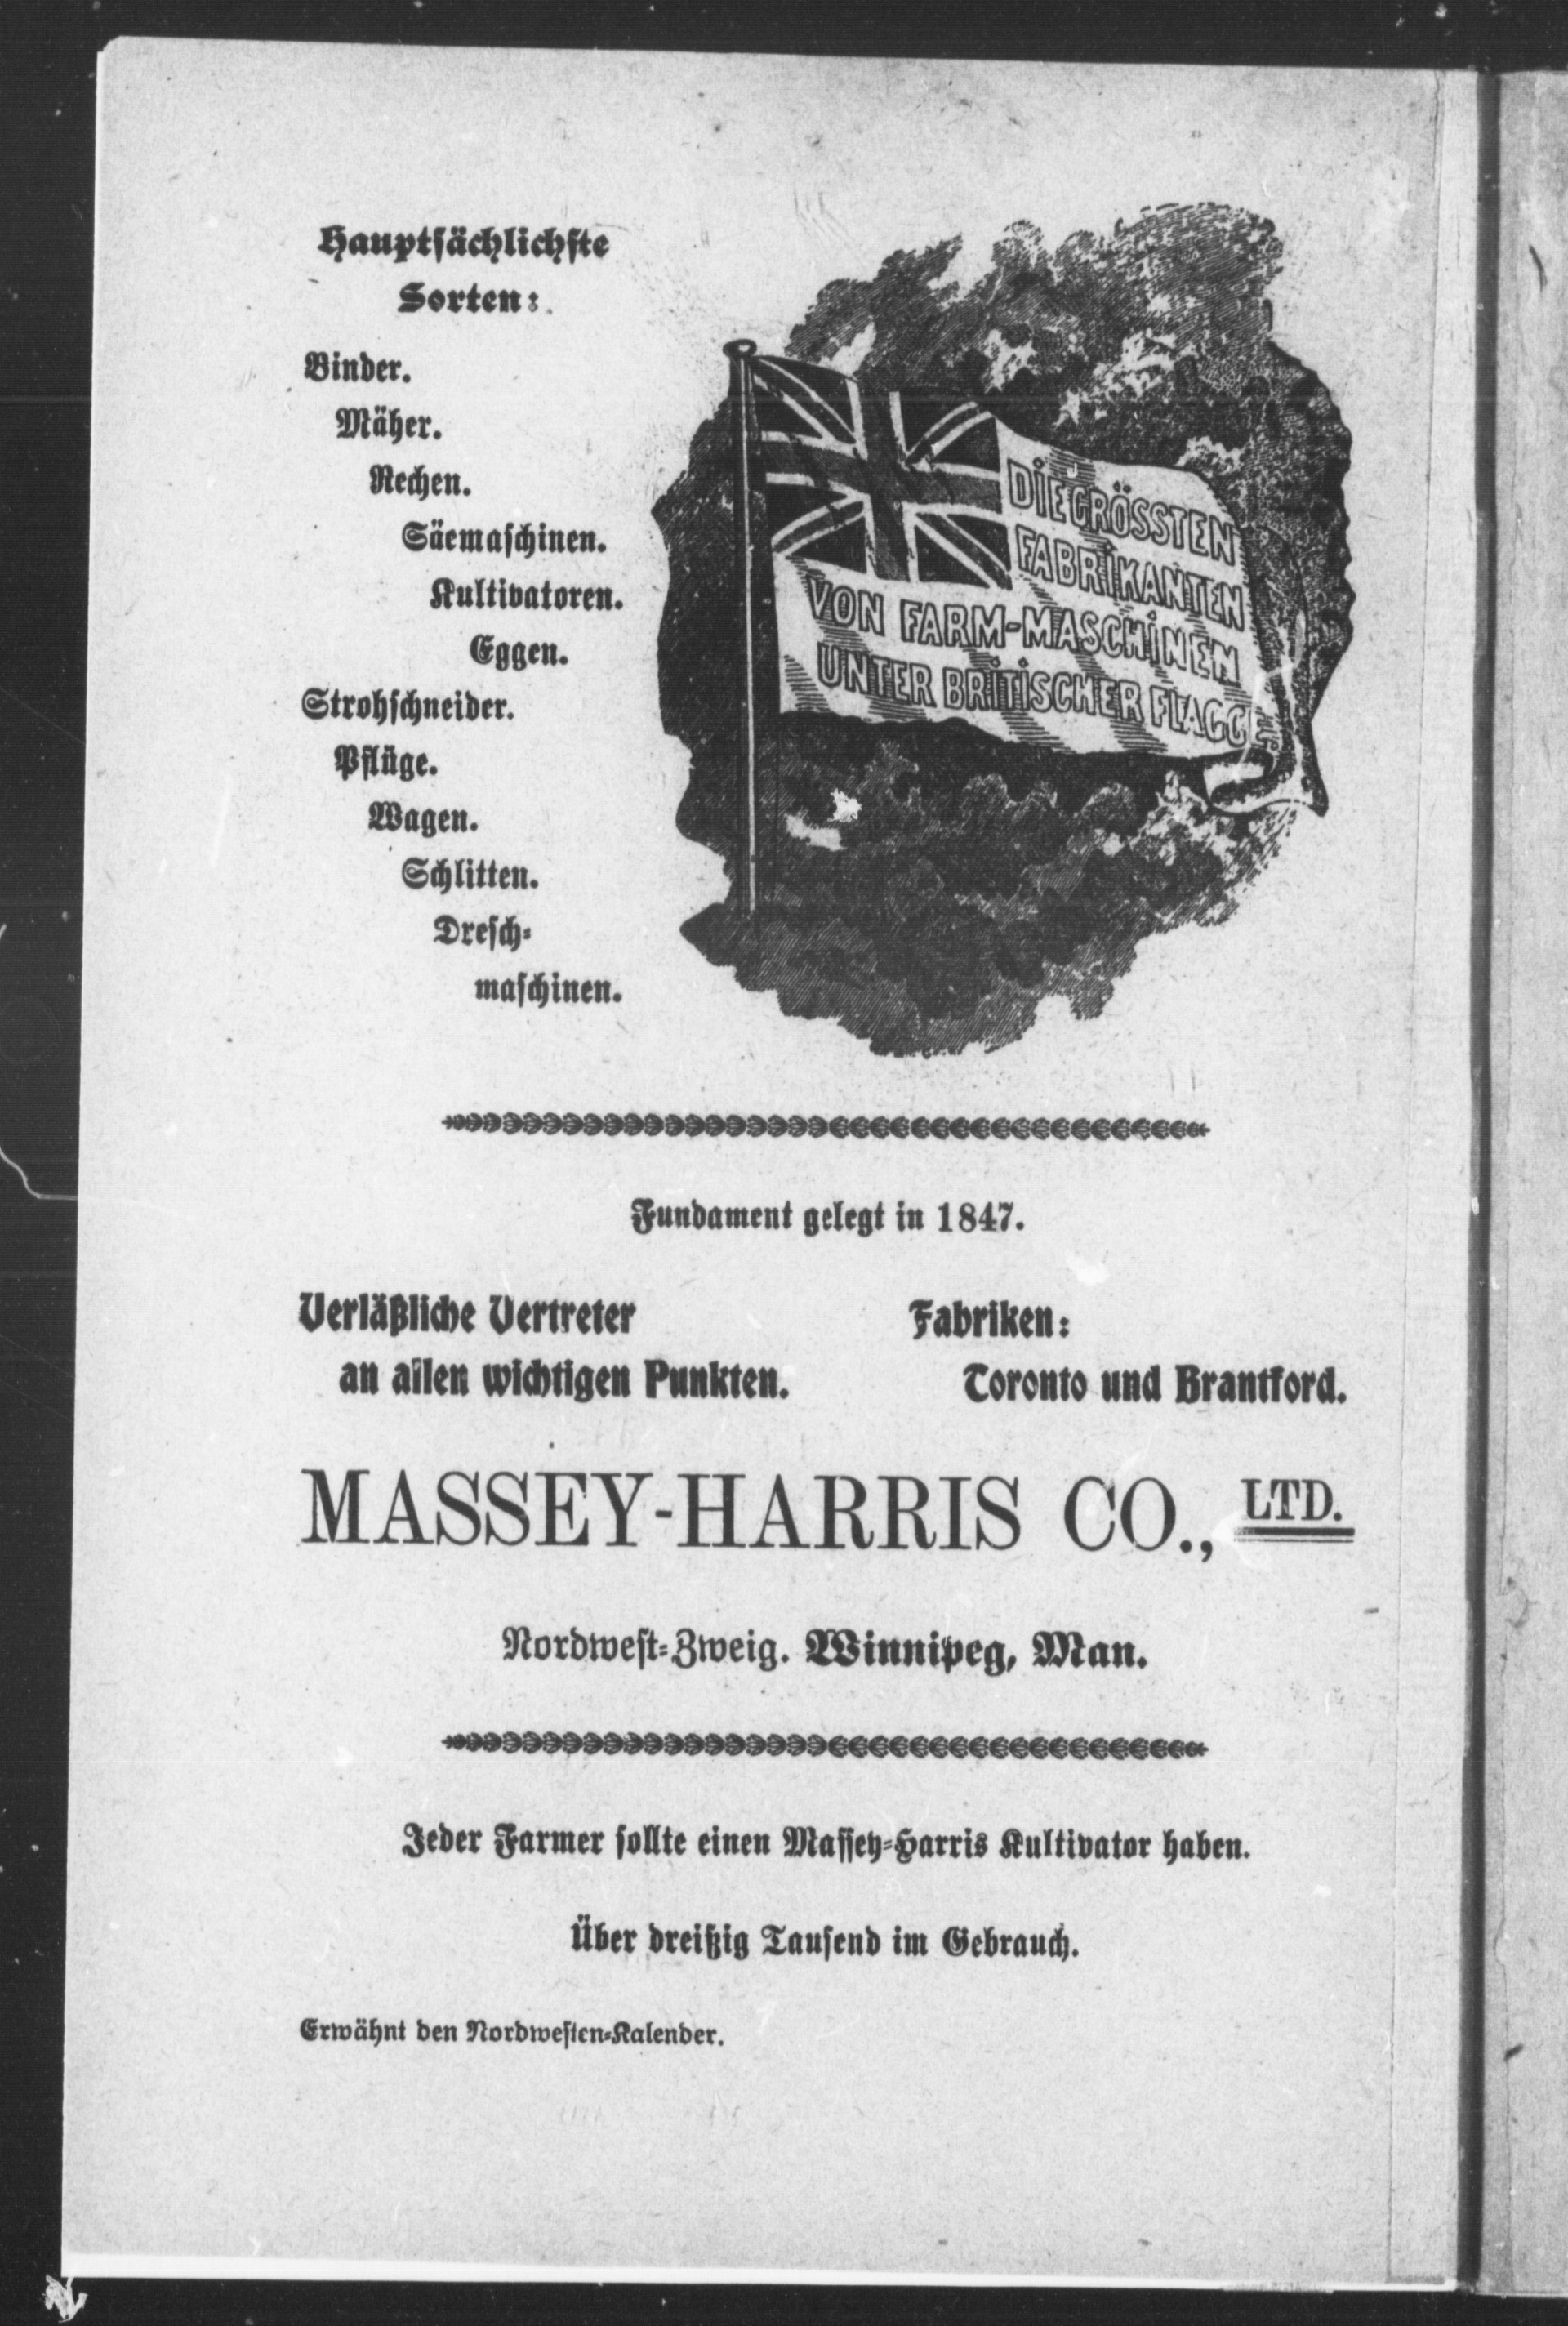 Hauptsächlichste
Sorten:
Binder.
Mäher.
Rechen.
Säemaschinen.
Kultivatoren.
Eggen.
Strohschneider.
Pflüge.
Wagen.
Schlitten.
Dresch-
maschinen.
DIE GRÖSSTEN
FABRIKANTEN
VON FARM-MASCHINEN
UNTER BRITISCHER FLAGGE
Fundament gelegt in 1847.
Verläßliche Vertreter
an allen wichtigen Punkten.
Fabriken:
Toronto und Brantford.
MASSEY-HARRIS CO., LTD.
Nordwest-Zweig. Winnipeg, Man.
Jeder Farmer sollte einen Massey-Harris Kultivator haben.
Über dreißig Tausend im Gebrauch.
Erwähnt den Nordwesten-Kalender.